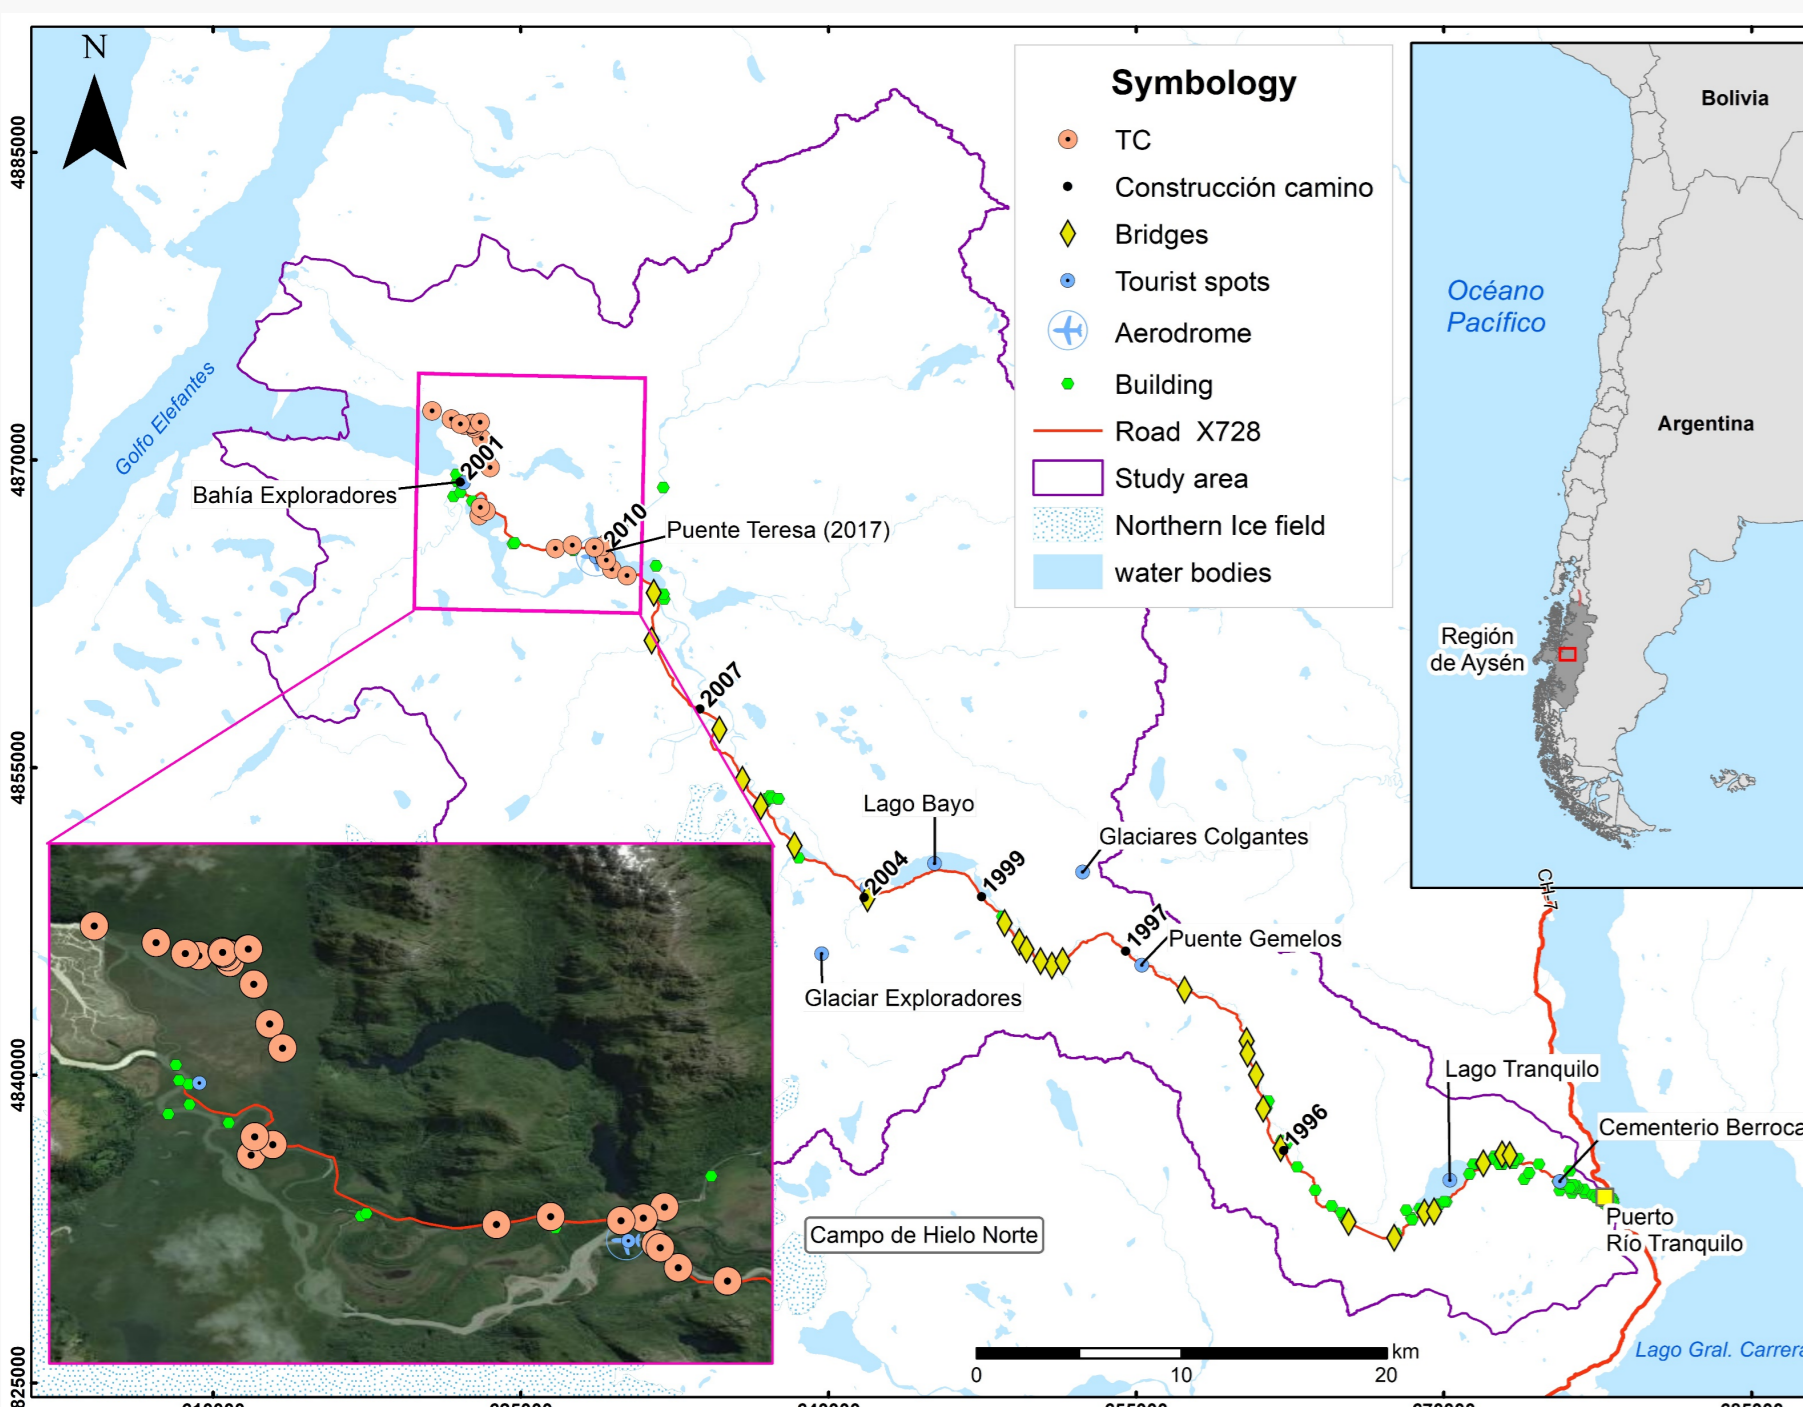 N
4885000
4870000
4855000
4840000
Symbology
TC
Construcción camino
Bridges
Tourist spots
Aerodrome
Building
Road X728
Study area
Northern Ice field
water bodies
Bolivia
Océano
Pacífico
Argentina
Región
de Aysén
Golfo Elefantes
2001
Bahía Exploradores
2010
Puente Teresa (2017)
2007
Lago Bayo
Glaciares Colgantes
2004
1999
1997
Puente Gemelos
Glaciar Exploradores
CH-7
Lago Tranquilo
Cementerio Berroca
1996
Puerto
Río Tranquilo
Campo de Hielo Norte
km
0 10 20
Lago Gral. Carrera